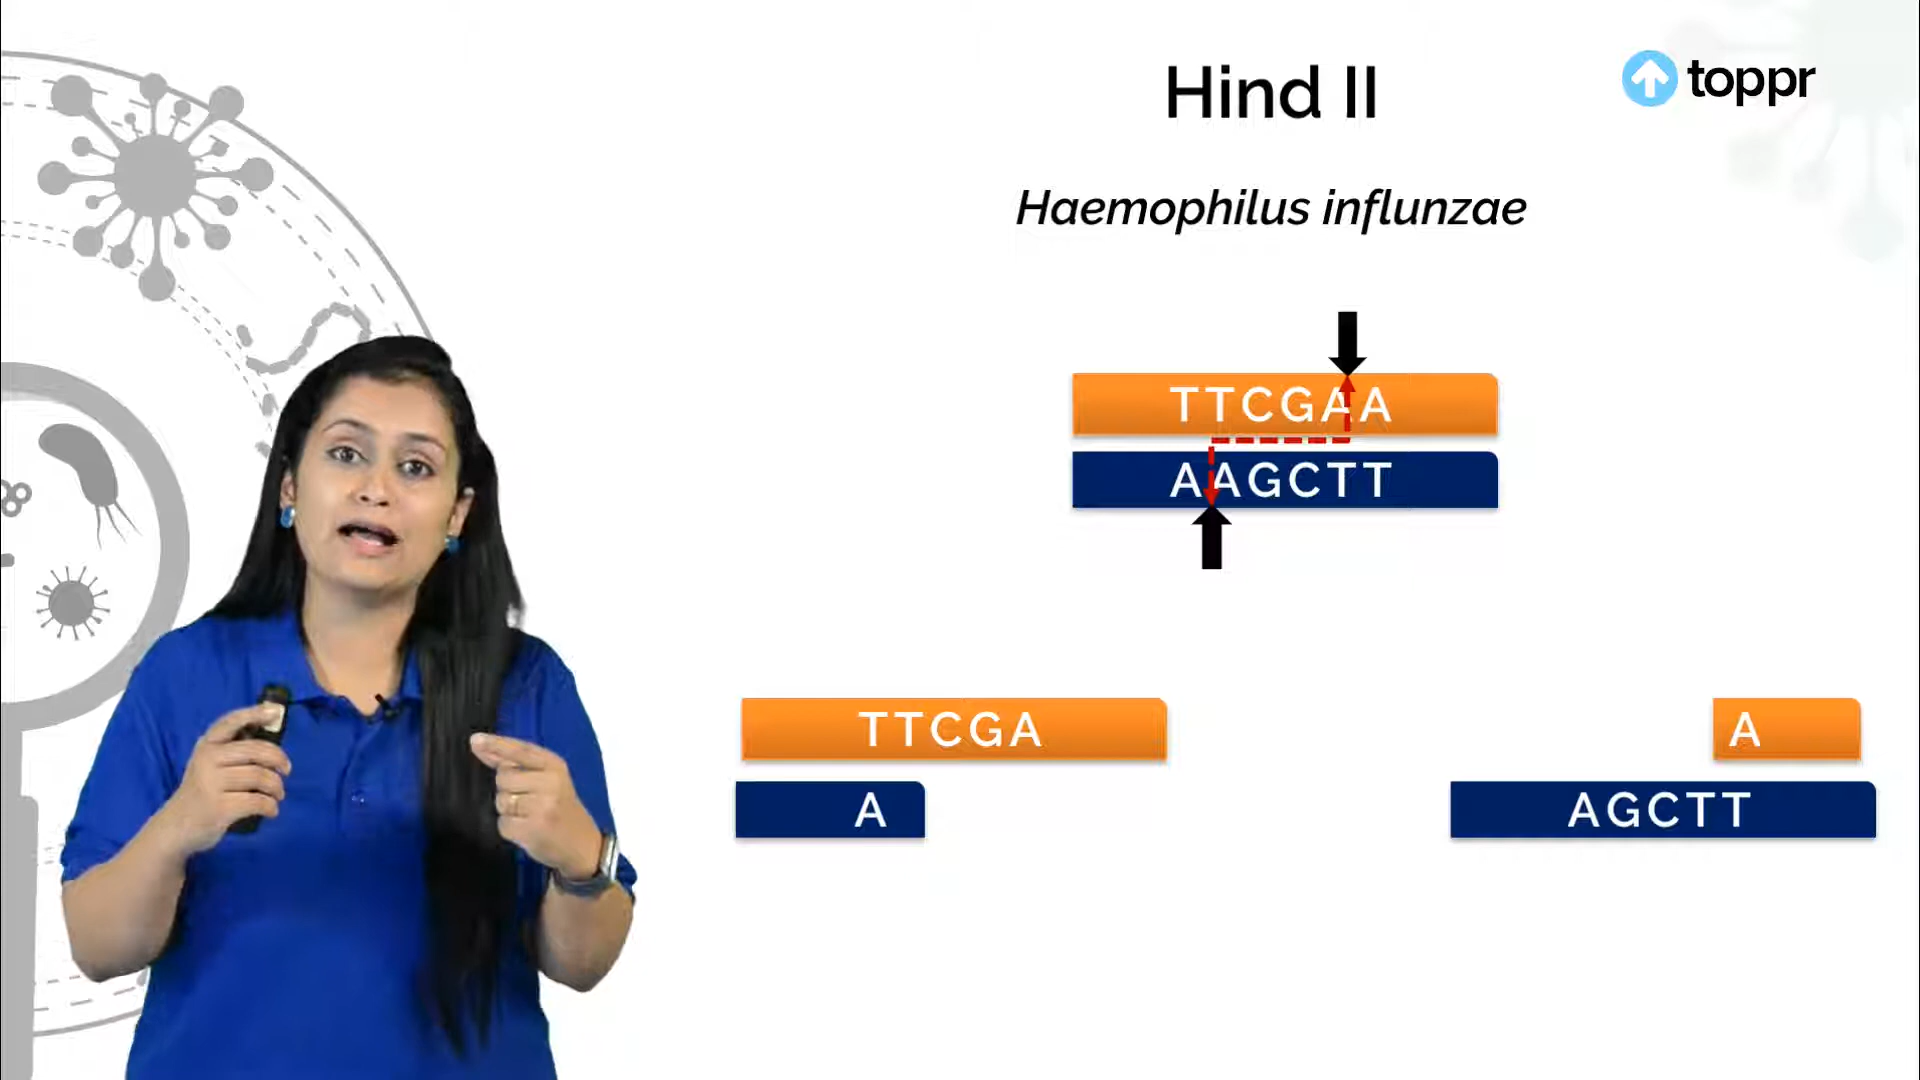 Hind II
toppr
Haemophilus influnzae
TTCGAA
AAGCTT
TTCGA
A
A
AGCTT